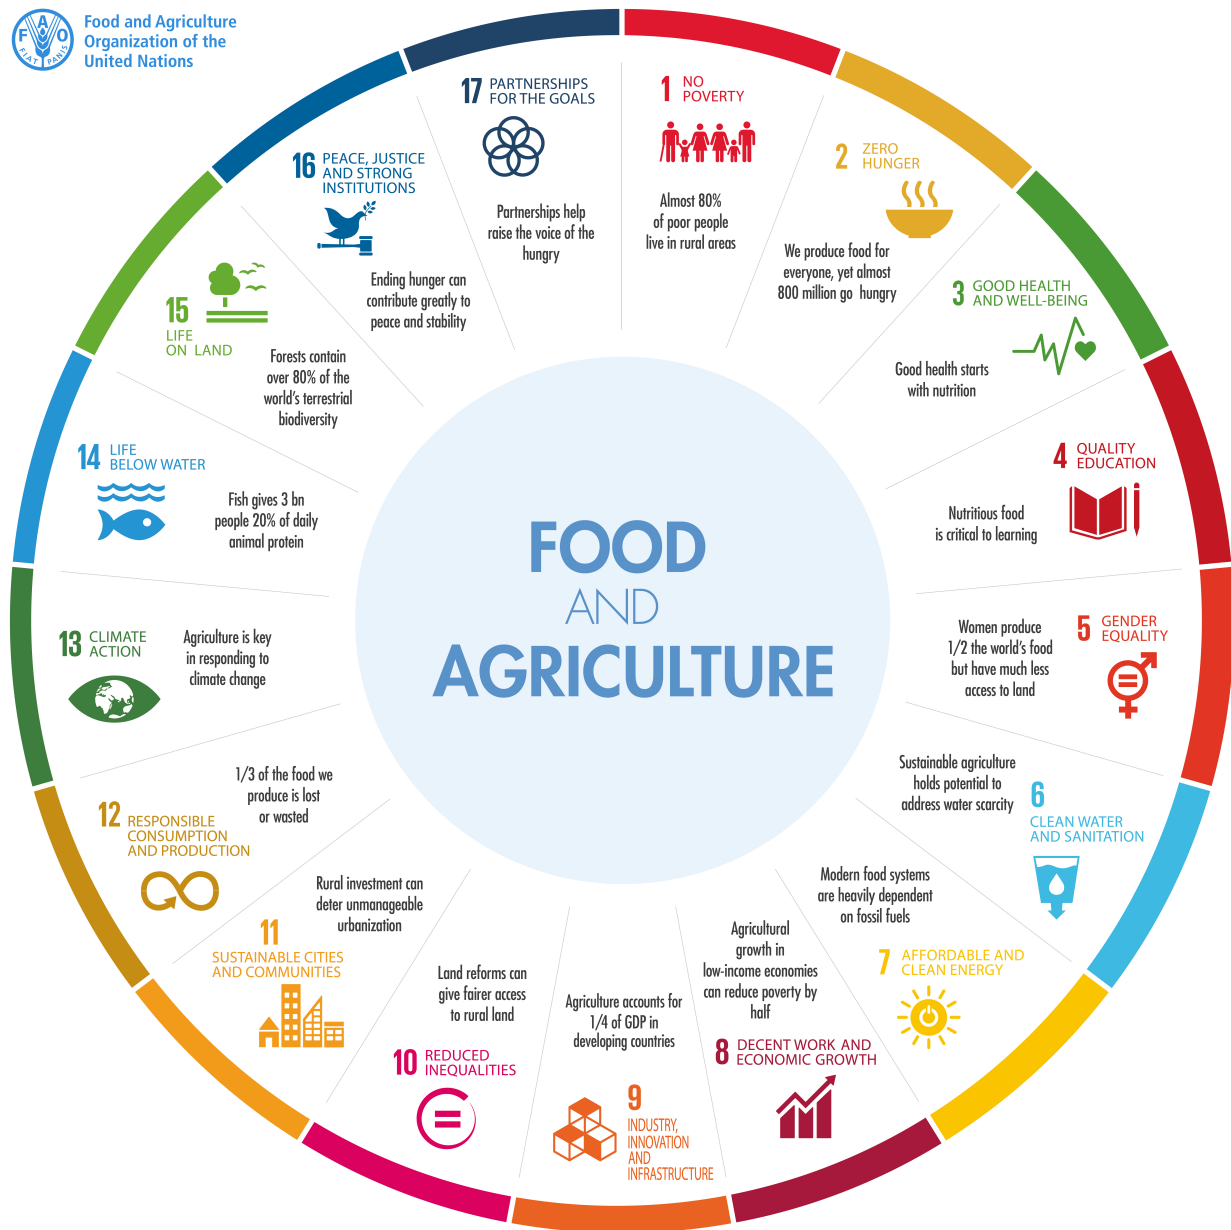 Food and Agriculture
Organization of the
United Nations
F A O
FIAT PANIS
1 NO
POVERTY
Almost 80%
of poor people
live in rural areas
2 ZERO
HUNGER
We produce food for
everyone, yet almost
800 million go hungry
3 GOOD HEALTH
AND WELL-BEING
Good health starts
with nutrition
4 QUALITY
EDUCATION
Nutritious food
is critical to learning
5 GENDER
EQUALITY
Women produce
1/2 the world's food
but have much less
access to land
6
CLEAN WATER
AND SANITATION
Sustainable agriculture
holds potential to
address water scarcity
7 AFFORDABLE AND
CLEAN ENERGY
Modern food systems
are heavily dependent
on fossil fuels
8 DECENT WORK AND
ECONOMIC GROWTH
Agricultural
growth in
low-income economies
can reduce poverty by
half
9
INDUSTRY,
INNOVATION
AND
INFRASTRUCTURE
Agriculture accounts for
1/4 of GDP in
developing countries
10 REDUCED
INEQUALITIES
Land reforms can
give fairer access
to rural land
11
SUSTAINABLE CITIES
AND COMMUNITIES
Rural investment can
deter unmanageable
urbanization
12 RESPONSIBLE
CONSUMPTION
AND PRODUCTION
1/3 of the food we
produce is lost
or wasted
13 CLIMATE
ACTION
Agriculture is key
in responding to
climate change
14 LIFE
BELOW WATER
Fish gives 3 bn
people 20% of daily
animal protein
15
LIFE
ON LAND
Forests contain
over 80% of the
world's terrestrial
biodiversity
16 PEACE, JUSTICE
AND STRONG
INSTITUTIONS
Ending hunger can
contribute greatly to
peace and stability
17 PARTNERSHIPS
FOR THE GOALS
Partnerships help
raise the voice of the
hungry
FOOD
AND
AGRICULTURE